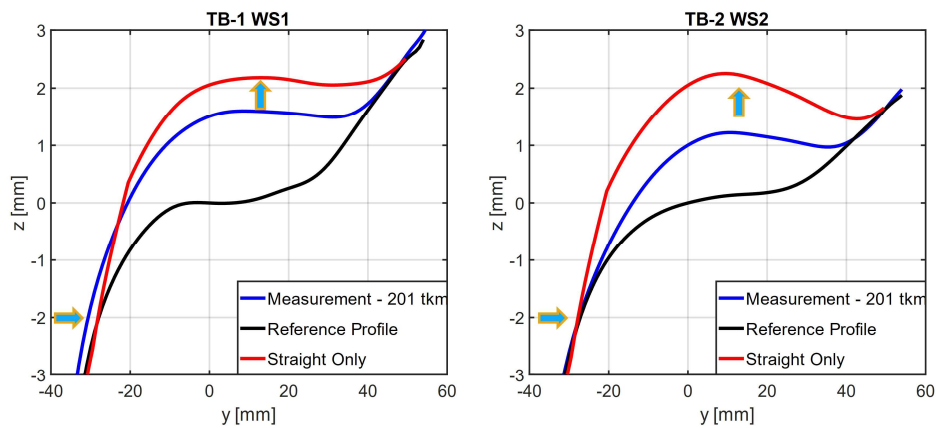 TB-1 WS1
3
2
1
0
-1
-2
-3
z [mm]
-40 -20 0 20 40 60
y [mm]
Measurement - 201 tkm
Reference Profile
Straight Only
TB-2 WS2
3
2
1
0
-1
-2
-3
z [mm]
-40 -20 0 20 40 60
y [mm]
Measurement - 201 tkm
Reference Profile
Straight Only